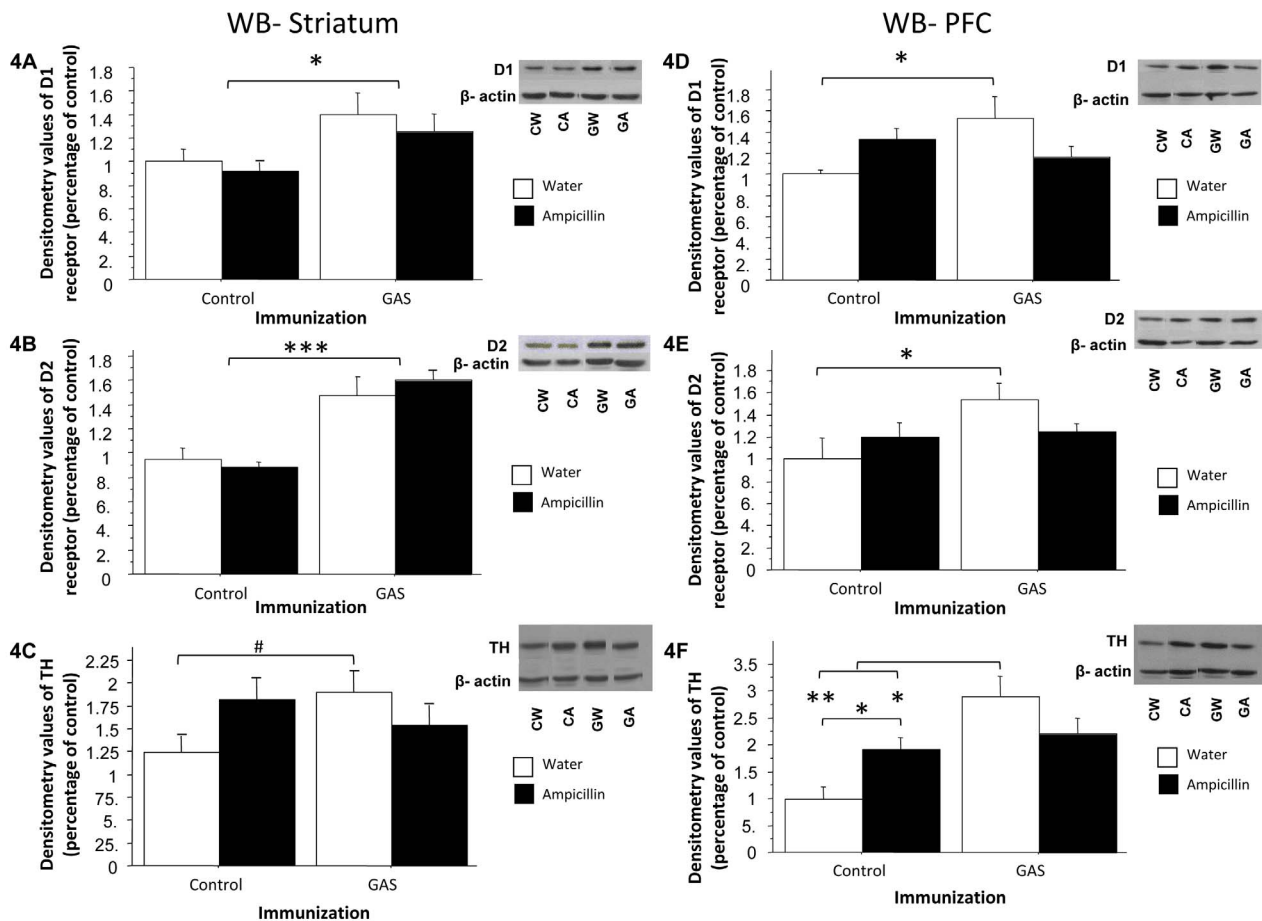 WB- Striatum
WB- PFC
4A
Densitometry values of D1
receptor (percentage of control)
1.8
1.6
1.4
1.2
1
.8
.6
.4
.2
0
*
Control
GAS
Immunization
D1
β- actin
CW
CA
GW
GA
Water
Ampicillin
4D
Densitometry values of D1
receptor (percentage of control)
1.8
1.6
1.4
1.2
1
8.
6.
4.
2.
0
*
Control
GAS
Immunization
D1
β- actin
CW
CA
GW
GA
Water
Ampicillin
4B
Densitometry values of D2
receptor (percentage of control)
1.8
1.6
1.4
1.2
1
8.
6.
4.
2.
0
***
Control
GAS
Immunization
D2
β- actin
CW
CA
GW
GA
Water
Ampicillin
4E
Densitometry values of D2
receptor (percentage of control)
1.8
1.6
1.4
1.2
1
8.
6.
4.
2.
0
*
Control
GAS
Immunization
D2
β- actin
CW
CA
GW
GA
Water
Ampicillin
4C
Densitometry values of TH
(percentage of control)
2.25
2
1.75
1.5
1.25
1
75.
5.
25.
0
#
Control
GAS
Immunization
TH
β- actin
CW
CA
GW
GA
Water
Ampicillin
4F
Densitometry values of TH
(percentage of control)
3.5
3
2.5
2
1.5
1
5.
0
** *
*
Control
GAS
Immunization
TH
β- actin
CW
CA
GW
GA
Water
Ampicillin